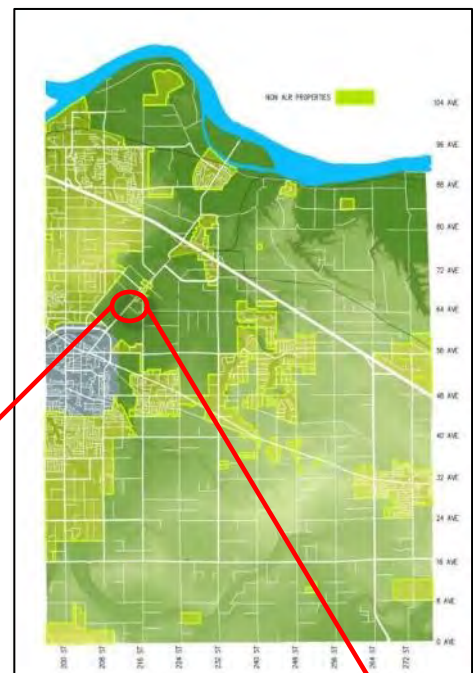 NON ALR PROPERTIES
104 AVE
96 AVE
88 AVE
80 AVE
72 AVE
64 AVE
56 AVE
48 AVE
40 AVE
32 AVE
24 AVE
16 AVE
8 AVE
0 AVE
200 ST
208 ST
216 ST
224 ST
232 ST
240 ST
248 ST
256 ST
264 ST
272 ST